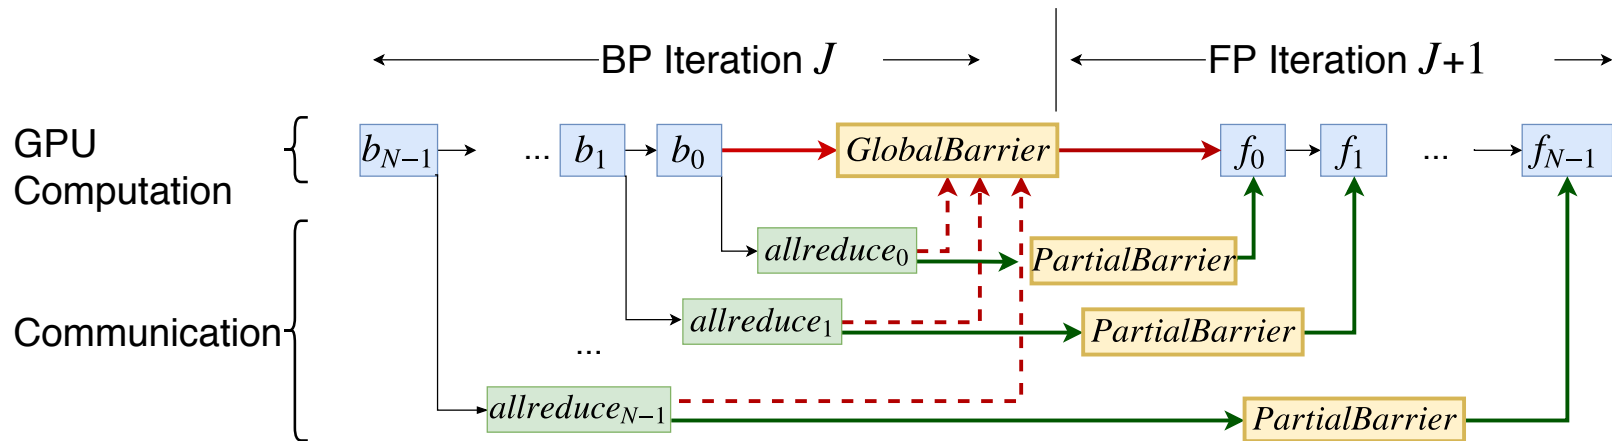 BP Iteration J
FP Iteration J+1
GPU
Computation
b_{N-1}
...
b_1
b_0
GlobalBarrier
f_0
f_1
...
f_{N-1}
allreduce_0
PartialBarrier
Communication
allreduce_1
PartialBarrier
...
allreduce_{N-1}
PartialBarrier